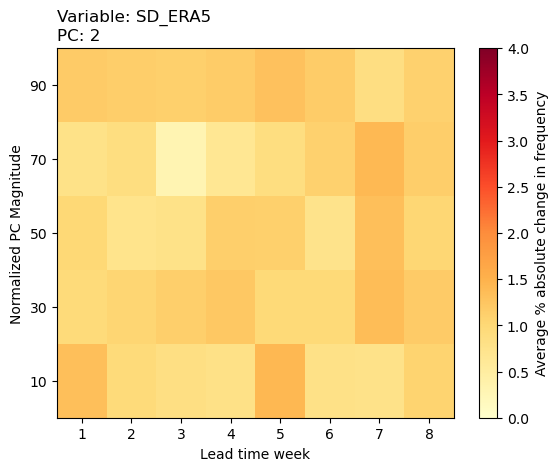 Variable: SD_ERA5
PC: 2
Normalized PC Magnitude
90
70
50
30
10
1 2 3 4 5 6 7 8
Lead time week
4.0
3.5
3.0
2.5
2.0
1.5
1.0
0.5
0.0
Average % absolute change in frequency